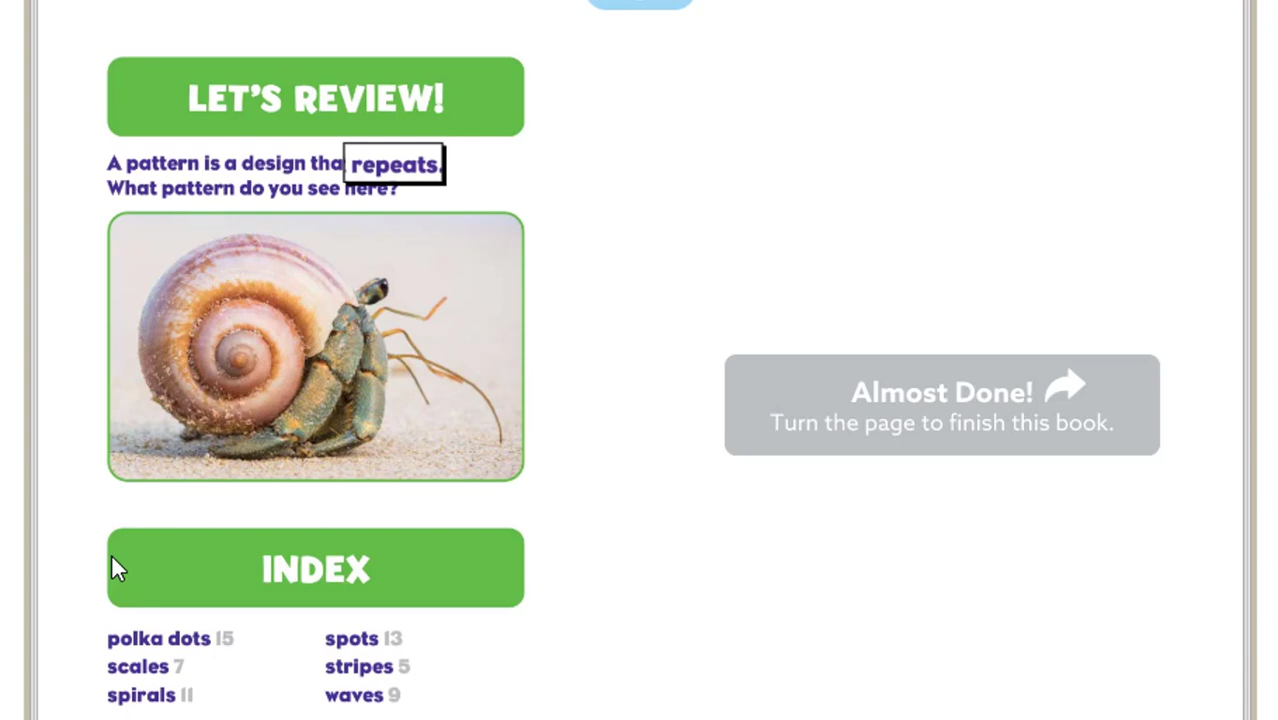 LET'S REVIEW!
A pattern is a design tha repeats.
What pattern do you see here?
Almost Done!
Turn the page to finish this book.
INDEX
polka dots 15
scales 7
spirals 11
spots 13
stripes 5
waves 9